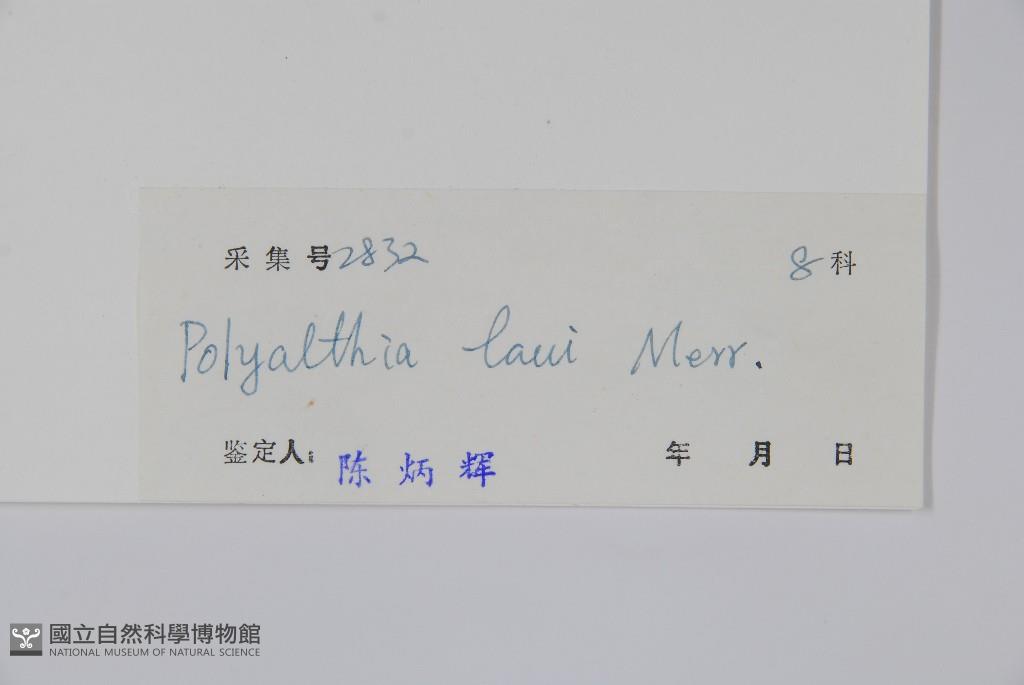 采集号2832 8科
Polyalthia laui Merr.
鉴定人: 陈炳辉 年 月 日
國立自然科學博物館
NATIONAL MUSEUM OF NATURAL SCIENCE